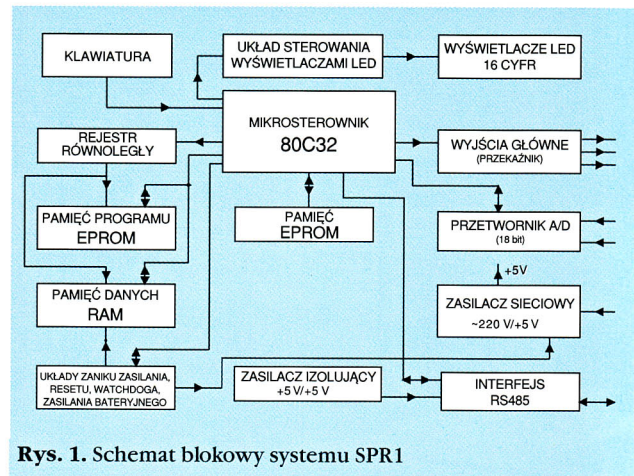 KLAWIATURA
UKŁAD STEROWANIA
WYŚWIETLACZAMI LED
WYŚWIETLACZE LED
16 CYFR
MIKROSTEROWNIK
80C32
REJESTR
RÓWNOLEGŁY
WYJŚCIA GŁÓWNE
(PRZEKAŹNIK)
PAMIĘĆ PROGRAMU
EPROM
PAMIĘĆ
EPROM
PRZETWORNIK A/D
(18 bit)
+5V
PAMIĘĆ DANYCH
RAM
ZASILACZ SIECIOWY
~220 V/+5 V
UKŁADY ZANIKU ZASILANIA,
RESETU, WATCHDOGA,
ZASILANIA BATERYJNEGO
ZASILACZ IZOLUJĄCY
+5 V/+5 V
INTERFEJS
RS485
Rys. 1. Schemat blokowy systemu SPR1